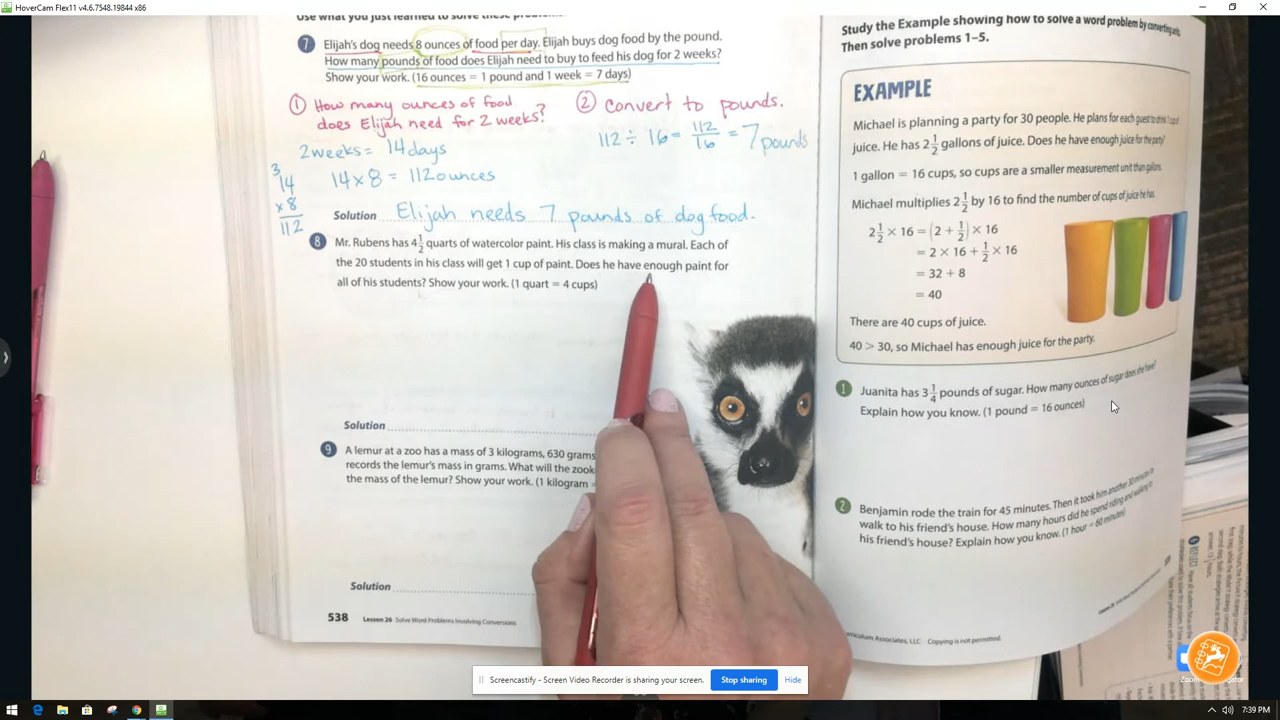 HoverCam Flex11 v4.6.7548.19844 x86
Use what you just learned to solve these
7 Elijah's dog needs 8 ounces of food per day. Elijah buys dog food by the pound.
How many pounds of food does Elijah need to buy to feed his dog for 2 weeks?
Show your work. (16 ounces = 1 pound and 1 week = 7 days)
① How many ounces of food
does Elijah need for 2 weeks?
2 weeks = 14 days
14 x 8 = 112 ounces
3
14
x 8
112
② Convert to pounds.
112 ÷ 16 = 112/16 = 7 pounds
Solution Elijah needs 7 pounds of dog food.
8 Mr. Rubens has 4 1/2 quarts of watercolor paint. His class is making a mural. Each of
the 20 students in his class will get 1 cup of paint. Does he have enough paint for
all of his students? Show your work. (1 quart = 4 cups)
Solution
9 A lemur at a zoo has a mass of 3 kilograms, 630 grams
records the lemur's mass in grams. What will the
the mass of the lemur? Show your work. (1 kilogram =
Solution
538 Lesson 26 Solve Word Problems Involving Conversions
Study the Example showing how to solve a word problem by converting units.
Then solve problems 1–5.
EXAMPLE
Michael is planning a party for 30 people. He plans for each guest to drink 1 cup of
juice. He has 2 1/2 gallons of juice. Does he have enough juice for the party?
1 gallon = 16 cups, so cups are a smaller measurement unit than gallons.
Michael multiplies 2 1/2 by 16 to find the number of cups of juice he has.
2 1/2 × 16 = (2 + 1/2) × 16
= 2 × 16 + 1/2 × 16
= 32 + 8
= 40
There are 40 cups of juice.
40 > 30, so Michael has enough juice for the party.
1 Juanita has 3 1/4 pounds of sugar. How many ounces of sugar does she have?
Explain how you know. (1 pound = 16 ounces)
2 Benjamin rode the train for 45 minutes. Then it took him another 30 minutes to
walk to his friend's house. How many hours did he spend riding and walking to
his friend's house? Explain how you know. (1 hour = 60 minutes)
Associates, LLC Copying is not permitted.
Screencastify - Screen Video Recorder is sharing your screen.
Stop sharing
Hide
7:39 PM